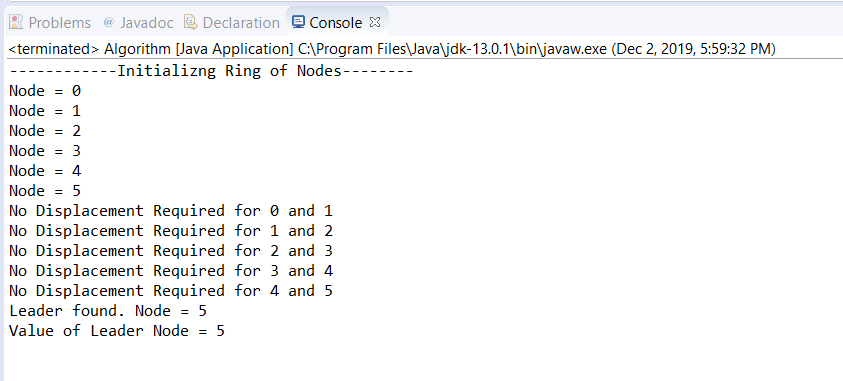 Problems @ Javadoc Declaration Console
<terminated> Algorithm [Java Application] C:\Program Files\Java\jdk-13.0.1\bin\javaw.exe (Dec 2, 2019, 5:59:32 PM)
------------Initializng Ring of Nodes--------
Node = 0
Node = 1
Node = 2
Node = 3
Node = 4
Node = 5
No Displacement Required for 0 and 1
No Displacement Required for 1 and 2
No Displacement Required for 2 and 3
No Displacement Required for 3 and 4
No Displacement Required for 4 and 5
Leader found. Node = 5
Value of Leader Node = 5